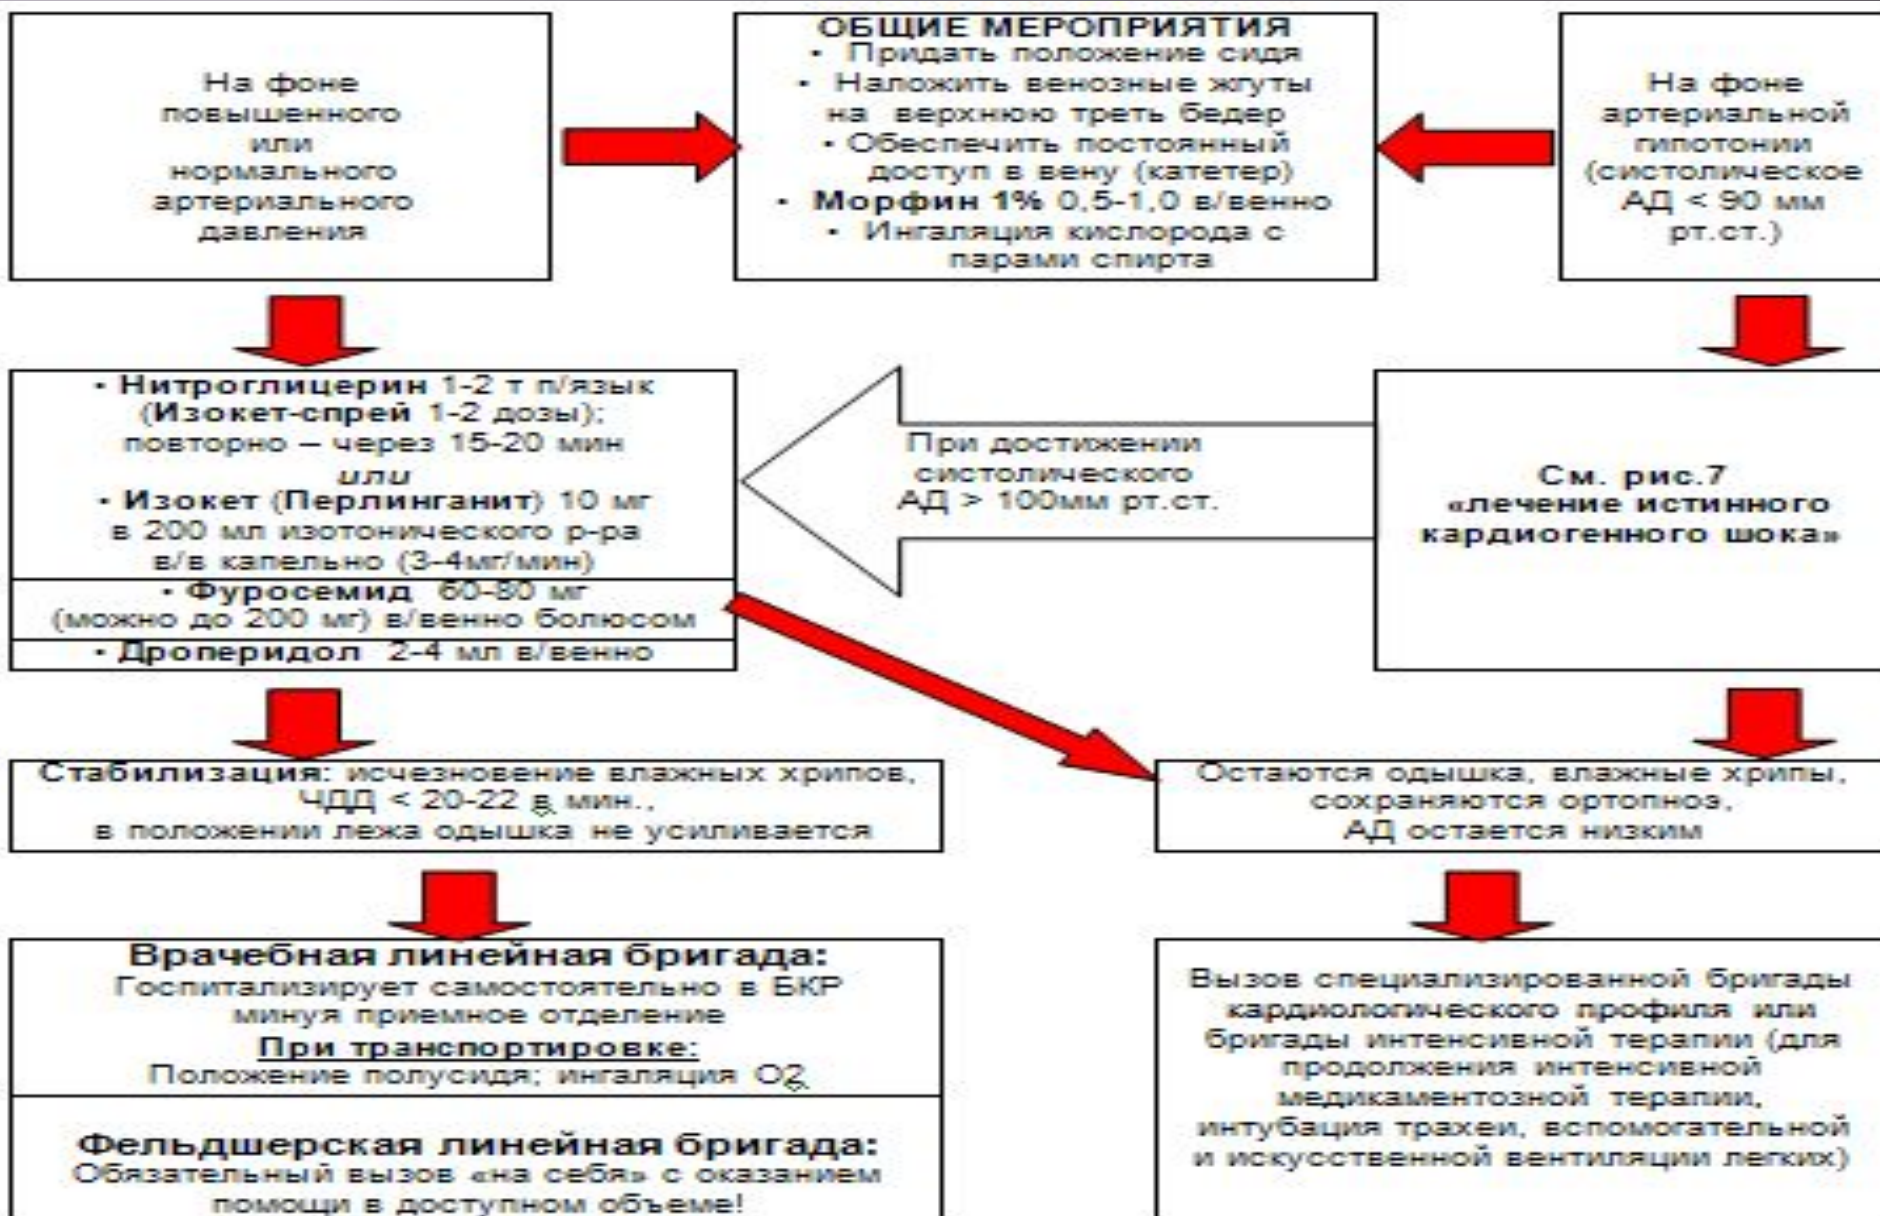 На фоне
повышенного
или
нормального
артериального
давления
ОБЩИЕ МЕРОПРИЯТИЯ
• Придать положение сидя
• Наложить венозные жгуты
на верхнюю треть бедер
• Обеспечить постоянный
доступ в вену (катетер)
• Морфин 1% 0,5-1,0 в/венно
• Ингаляция кислорода с
парами спирта
На фоне
артериальной
гипотонии
(систолическое
АД < 90 мм
рт.ст.)
• Нитроглицерин 1-2 т п/язык
(Изокет-спрей 1-2 дозы);
повторно – через 15-20 мин
или
• Изокет (Перлинганит) 10 мг
в 200 мл изотонического р-ра
в/в капельно (3-4мг/мин)
• Фуросемид 60-80 мг
(можно до 200 мг) в/венно болюсом
• Дроперидол 2-4 мл в/венно
При достижении
систолического
АД > 100мм рт.ст.
См. рис.7
«лечение истинного
кардиогенного шока»
Стабилизация: исчезновение влажных хрипов,
ЧДД < 20-22 в мин.,
в положении лежа одышка не усиливается
Остаются одышка, влажные хрипы,
сохраняются ортопноэ,
АД остается низким
Врачебная линейная бригада:
Госпитализирует самостоятельно в БКР
минуя приемное отделение
При транспортировке:
Положение полусидя; ингаляция О2
Фельдшерская линейная бригада:
Обязательный вызов «на себя» с оказанием
помощи в доступном объеме!
Вызов специализированной бригады
кардиологического профиля или
бригады интенсивной терапии (для
продолжения интенсивной
медикаментозной терапии,
интубация трахеи, вспомогательной
и искусственной вентиляции легких)